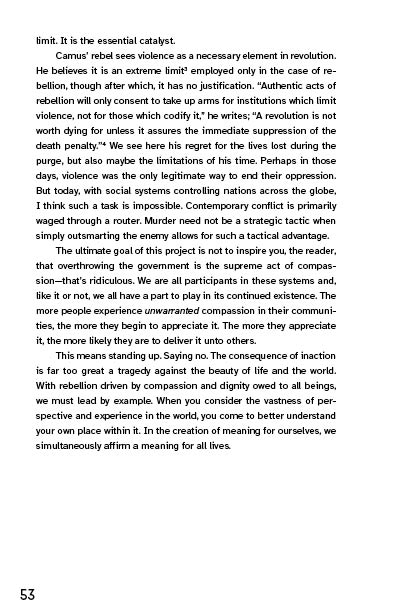 limit. It is the essential catalyst.
Camus’ rebel sees violence as a necessary element in revolution.
He believes it is an extreme limit³ employed only in the case of re-
bellion, though after which, it has no justification. “Authentic acts of
rebellion will only consent to take up arms for institutions which limit
violence, not for those which codify it,” he writes; “A revolution is not
worth dying for unless it assures the immediate suppression of the
death penalty.”⁴ We see here his regret for the lives lost during the
purge, but also maybe the limitations of his time. Perhaps in those
days, violence was the only legitimate way to end their oppression.
But today, with social systems controlling nations across the globe,
I think such a task is impossible. Contemporary conflict is primarily
waged through a router. Murder need not be a strategic tactic when
simply outsmarting the enemy allows for such a tactical advantage.
The ultimate goal of this project is not to inspire you, the reader,
that overthrowing the government is the supreme act of compas-
sion—that’s ridiculous. We are all participants in these systems and,
like it or not, we all have a part to play in its continued existence. The
more people experience unwarranted compassion in their communi-
ties, the more they begin to appreciate it. The more they appreciate
it, the more likely they are to deliver it unto others.
This means standing up. Saying no. The consequence of inaction
is far too great a tragedy against the beauty of life and the world.
With rebellion driven by compassion and dignity owed to all beings,
we must lead by example. When you consider the vastness of per-
spective and experience in the world, you come to better understand
your own place within it. In the creation of meaning for ourselves, we
simultaneously affirm a meaning for all lives.
53